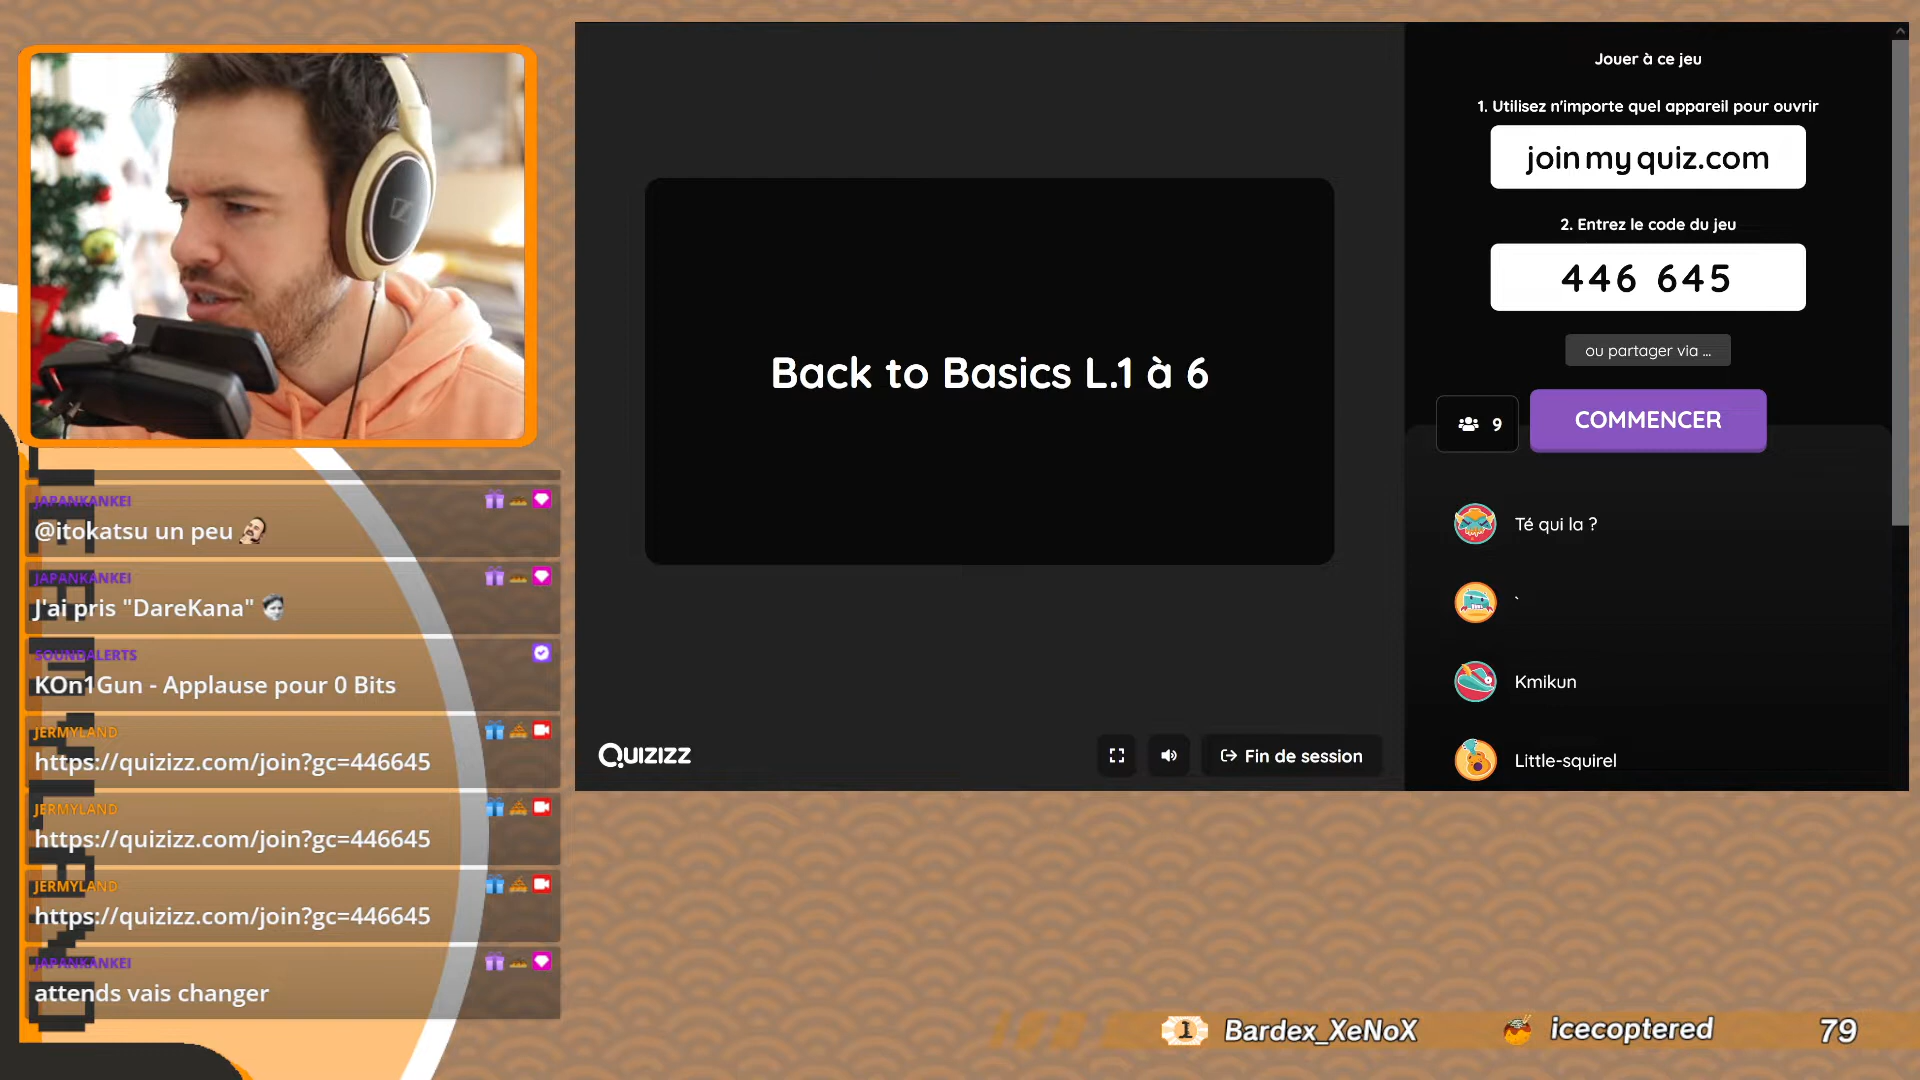 JAPANKANKEI
@itokatsu un peu
JAPANKANKEI
J'ai pris "DareKana"
SOUNDALERTS
KOn1Gun - Applause pour 0 Bits
JERMYLAND
https://quizizz.com/join?gc=446645
JERMYLAND
https://quizizz.com/join?gc=446645
JERMYLAND
https://quizizz.com/join?gc=446645
JAPANKANKEI
attends vais changer
Back to Basics L.1 à 6
QUIZIZZ
Fin de session
Jouer à ce jeu
1. Utilisez n'importe quel appareil pour ouvrir
joinmyquiz.com
2. Entrez le code du jeu
446 645
ou partager via ...
9
COMMENCER
Té qui la ?
`
Kmikun
Little-squirel
1 Bardex_XeNoX
icecoptered
79